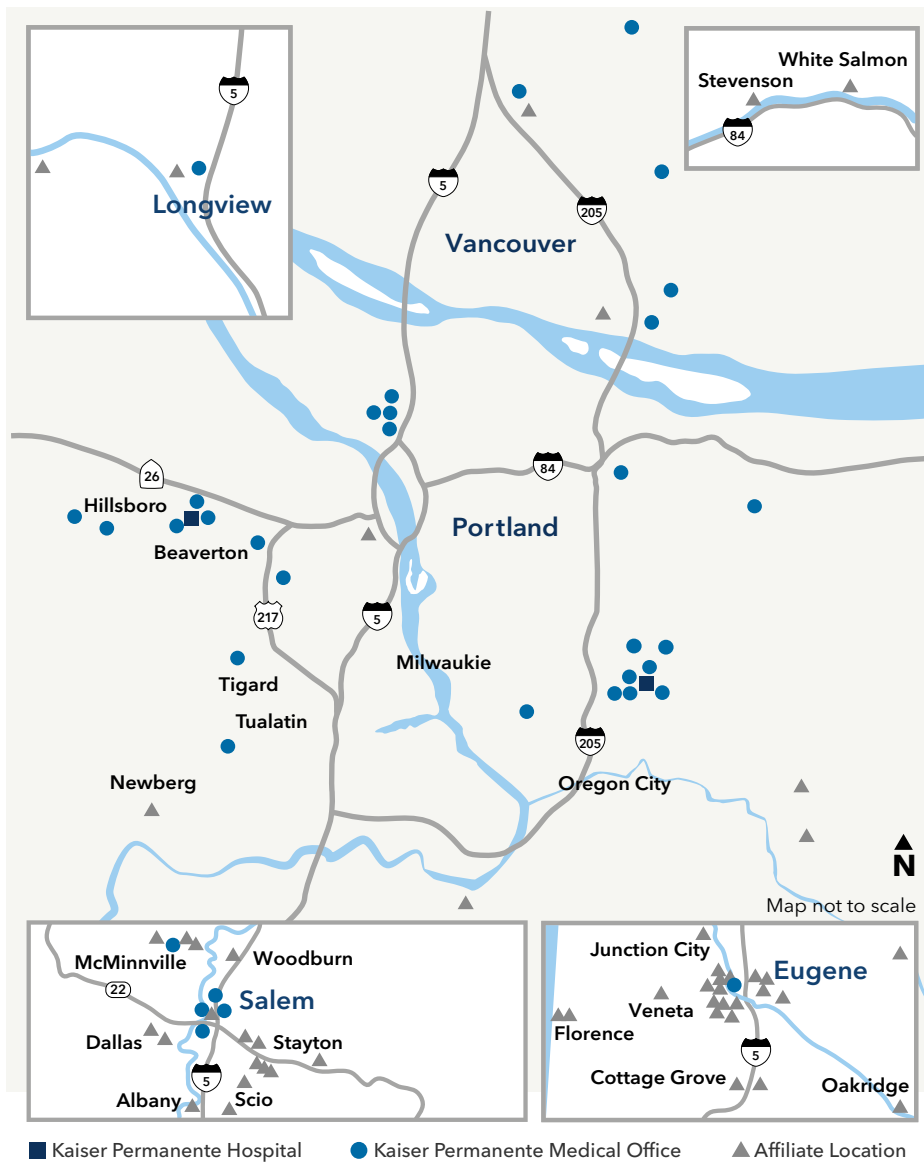 5
Longview
White Salmon
Stevenson
84
5
205
Vancouver
26
84
Hillsboro
Portland
Beaverton
217
5
Milwaukie
Tigard
Tualatin
205
Newberg
Oregon City
N
Map not to scale
McMinnville
Woodburn
22
Salem
Dallas
Stayton
5
Albany
Scio
Junction City
Eugene
Veneta
Florence
5
Cottage Grove
Oakridge
Kaiser Permanente Hospital
Kaiser Permanente Medical Office
Affiliate Location